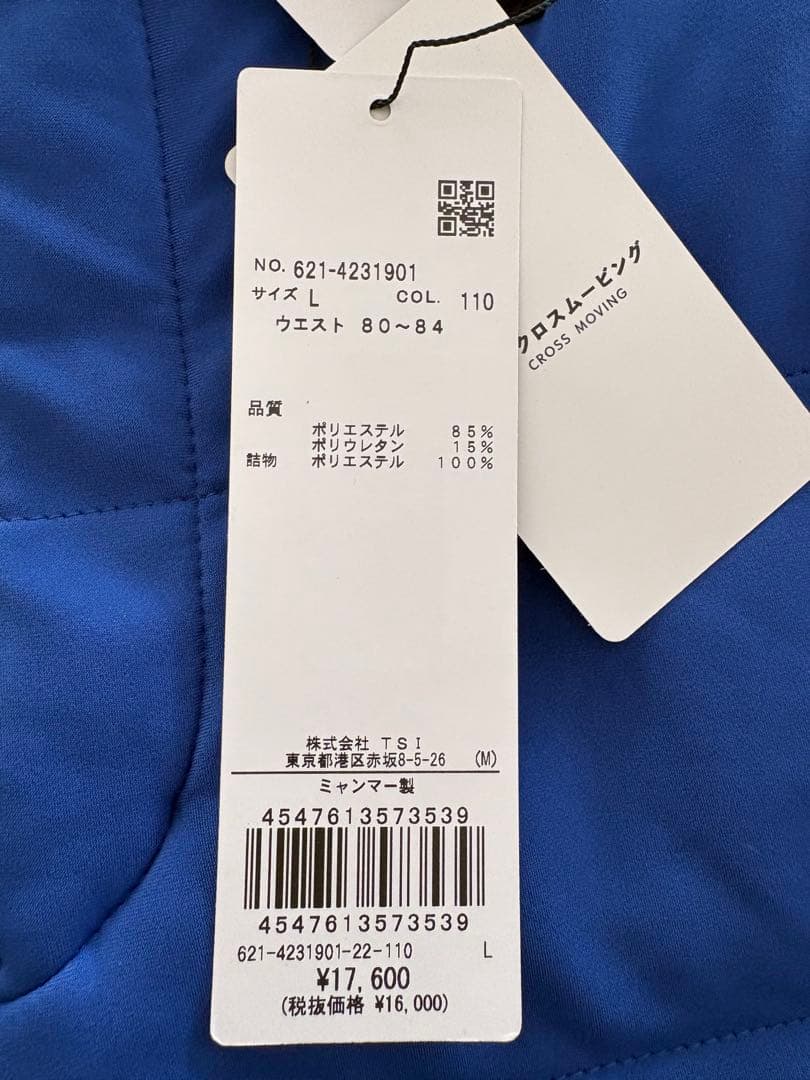 NO. 621-4231901
サイズ L COL. 110
ウエスト 80～84
品質
ポリエステル 85%
ポリウレタン 15%
詰物 ポリエステル 100%
株式会社 TSI
東京都港区赤坂8-5-26 (M)
ミャンマー製
4547613573539
4547613573539
621-4231901-22-110 L
¥17,600
(税抜価格 ¥16,000)
クロスムービング
CROSS MOVING